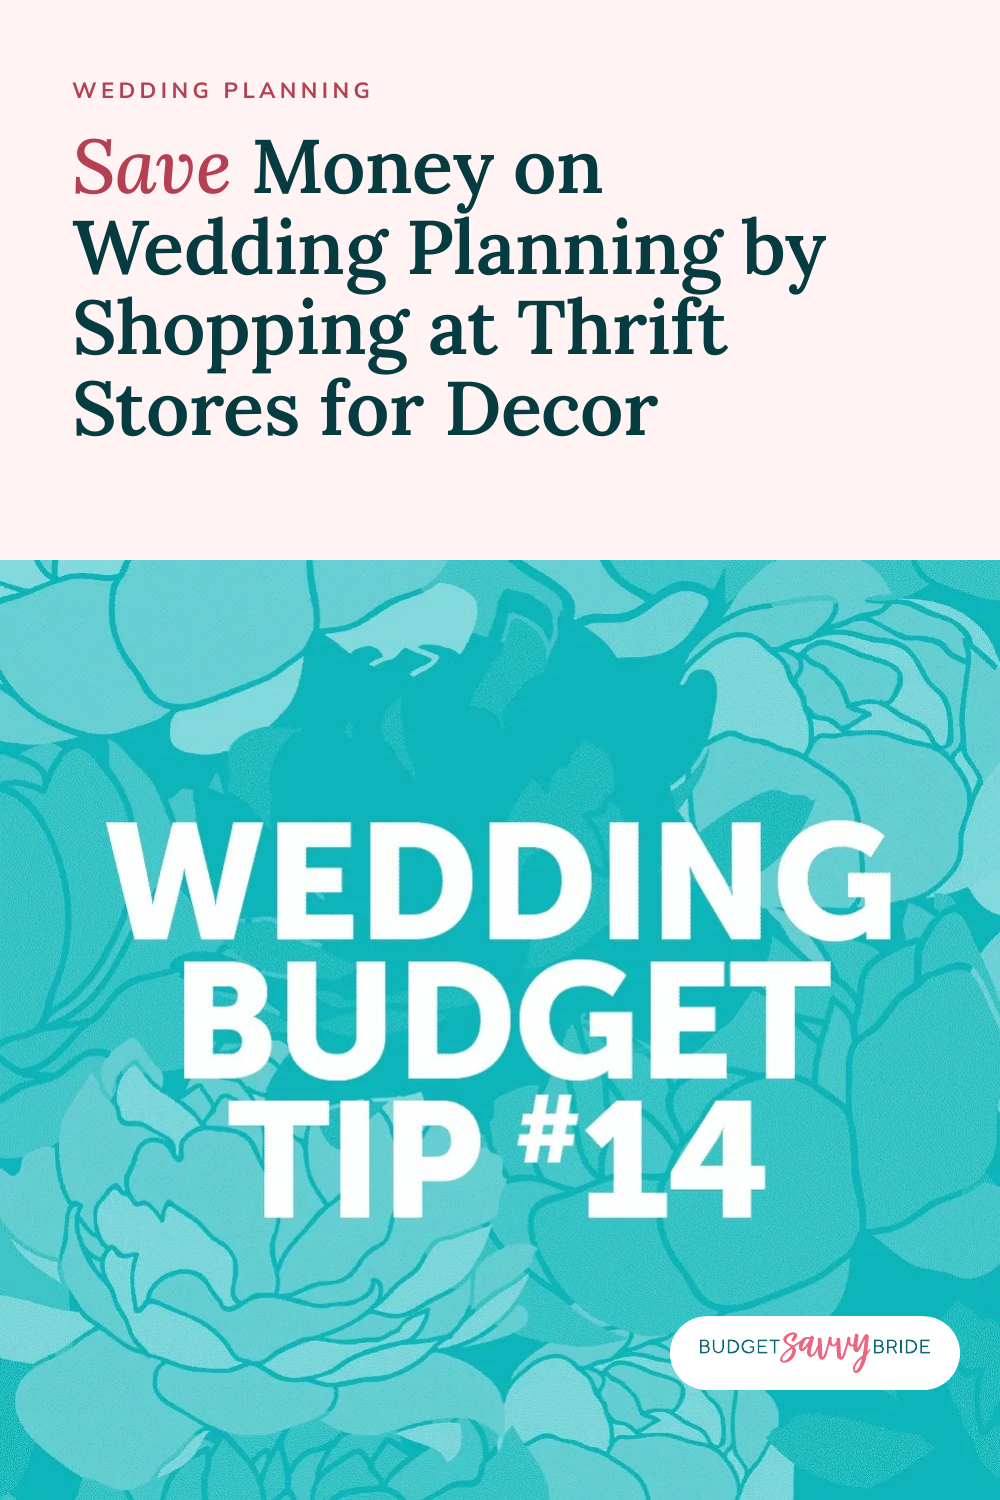 WEDDING PLANNING
Save Money on
Wedding Planning by
Shopping at Thrift
Stores for Decor
WEDDING
BUDGET
TIP #14
BUDGET savvy BRIDE